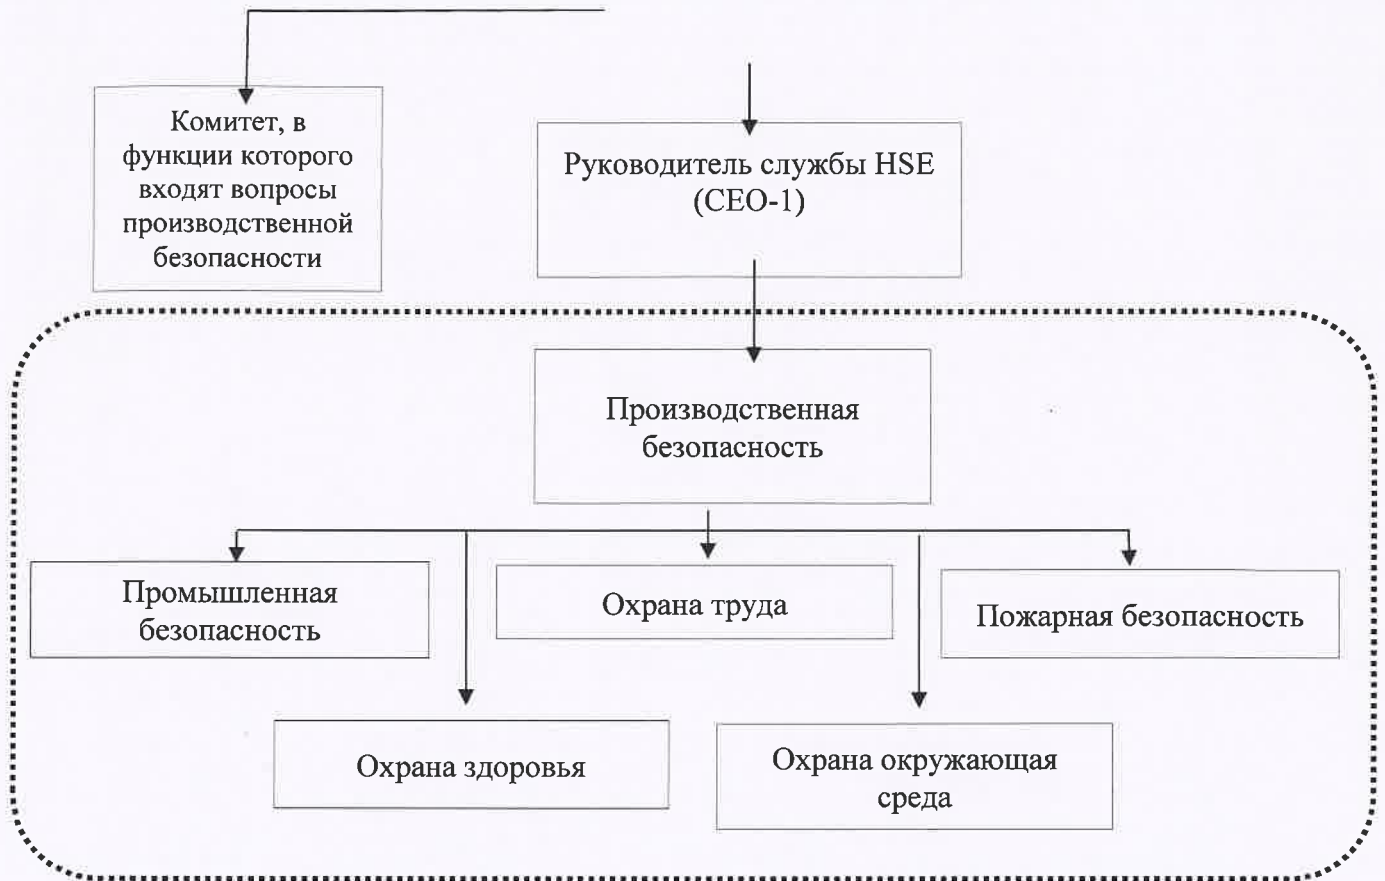 Комитет, в
функции которого
входят вопросы
производственной
безопасности
Руководитель службы HSE
(CEO-1)
Производственная
безопасность
Промышленная
безопасность
Охрана труда
Пожарная безопасность
Охрана здоровья
Охрана окружающая
среда